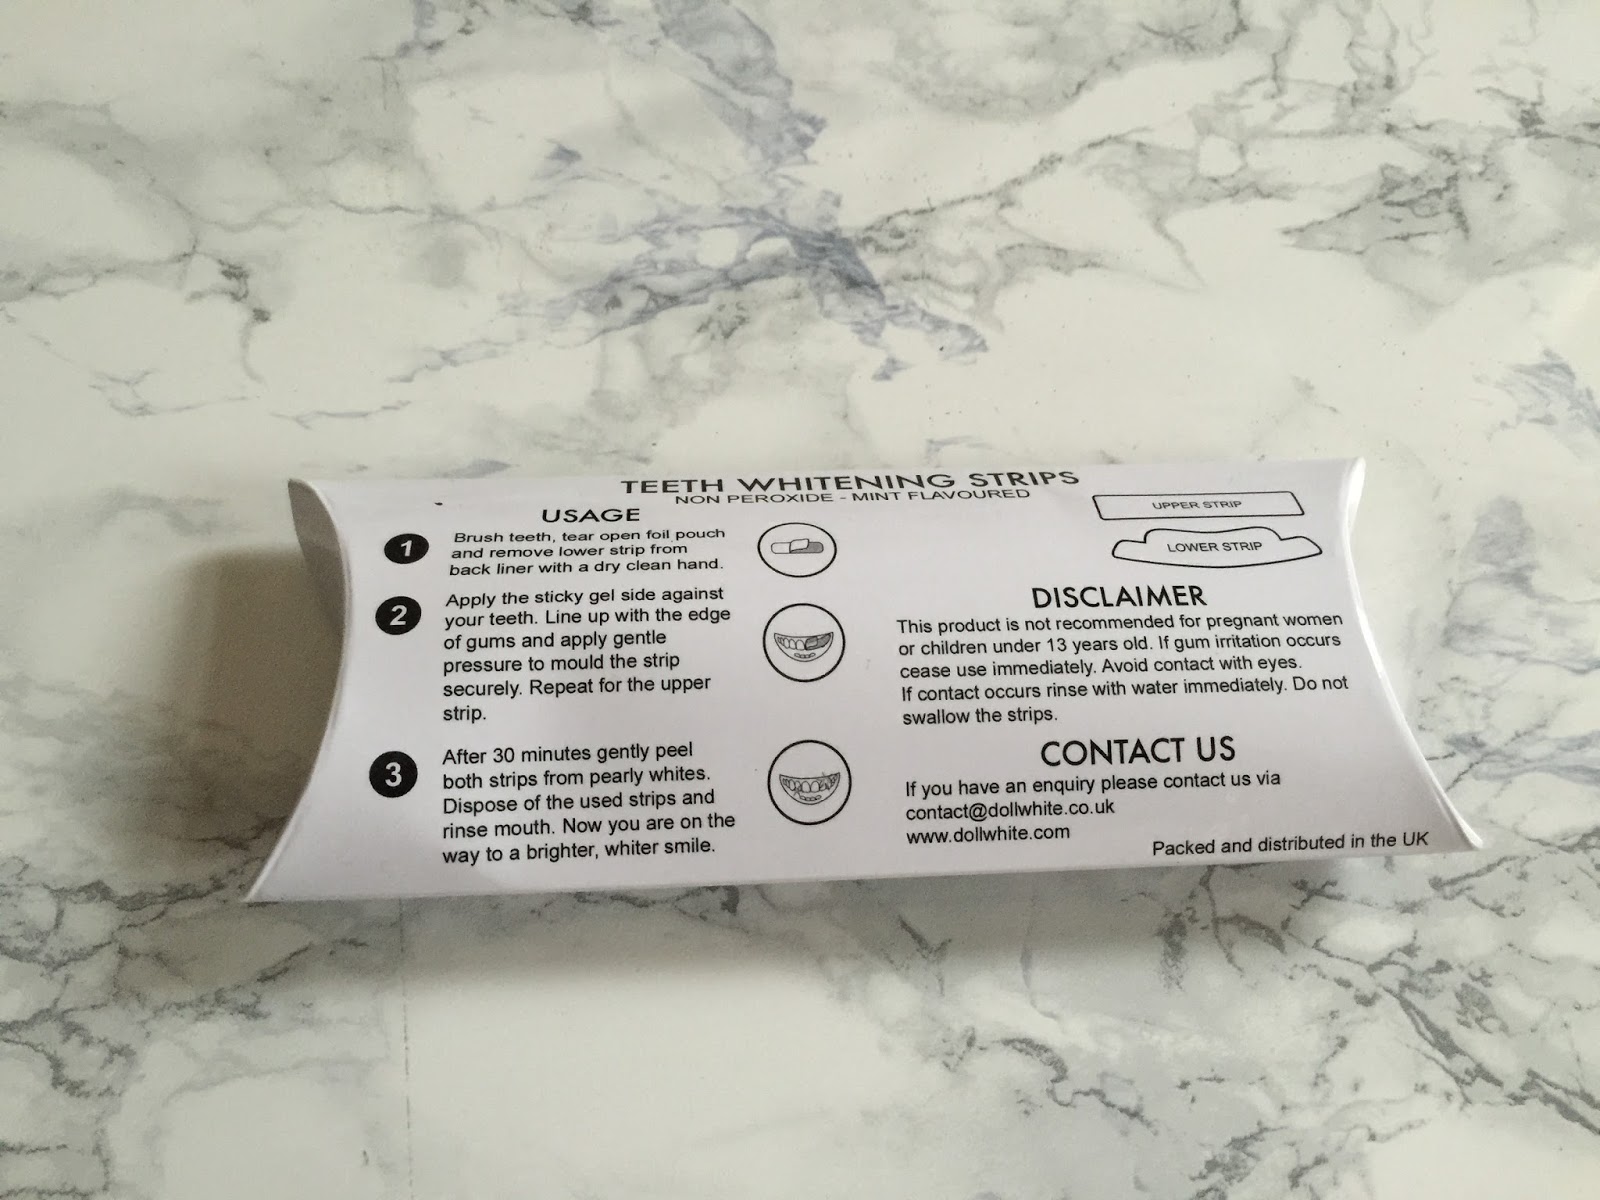 TEETH WHITENING STRIPS
NON PEROXIDE - MINT FLAVOURED
USAGE
1
Brush teeth, tear open foil pouch
and remove lower strip from
back liner with a dry clean hand.
2
Apply the sticky gel side against
your teeth. Line up with the edge
of gums and apply gentle
pressure to mould the strip
securely. Repeat for the upper
strip.
3
After 30 minutes gently peel
both strips from pearly whites.
Dispose of the used strips and
rinse mouth. Now you are on the
way to a brighter, whiter smile.
UPPER STRIP
LOWER STRIP
DISCLAIMER
This product is not recommended for pregnant women
or children under 13 years old. If gum irritation occurs
cease use immediately. Avoid contact with eyes.
If contact occurs rinse with water immediately. Do not
swallow the strips.
CONTACT US
If you have an enquiry please contact us via
contact@dollwhite.co.uk
www.dollwhite.com
Packed and distributed in the UK